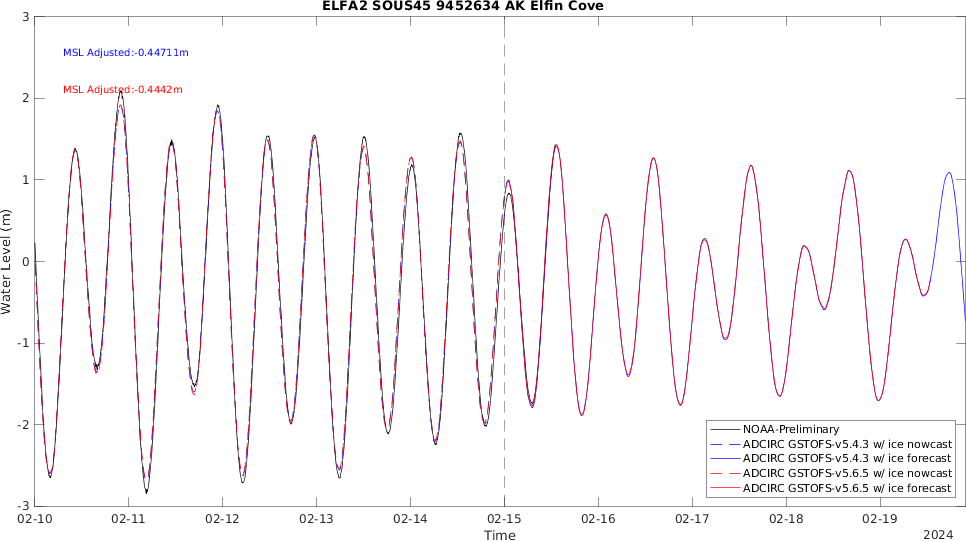 ELFA2 SOUS45 9452634 AK Elfin Cove
MSL Adjusted:-0.44711m
MSL Adjusted:-0.4442m
Water Level (m)
3
2
1
0
-1
-2
-3
NOAA-Preliminary
ADCIRC GSTOFS-v5.4.3 w/ ice nowcast
ADCIRC GSTOFS-v5.4.3 w/ ice forecast
ADCIRC GSTOFS-v5.6.5 w/ ice nowcast
ADCIRC GSTOFS-v5.6.5 w/ ice forecast
02-10 02-11 02-12 02-13 02-14 02-15 02-16 02-17 02-18 02-19
Time
2024